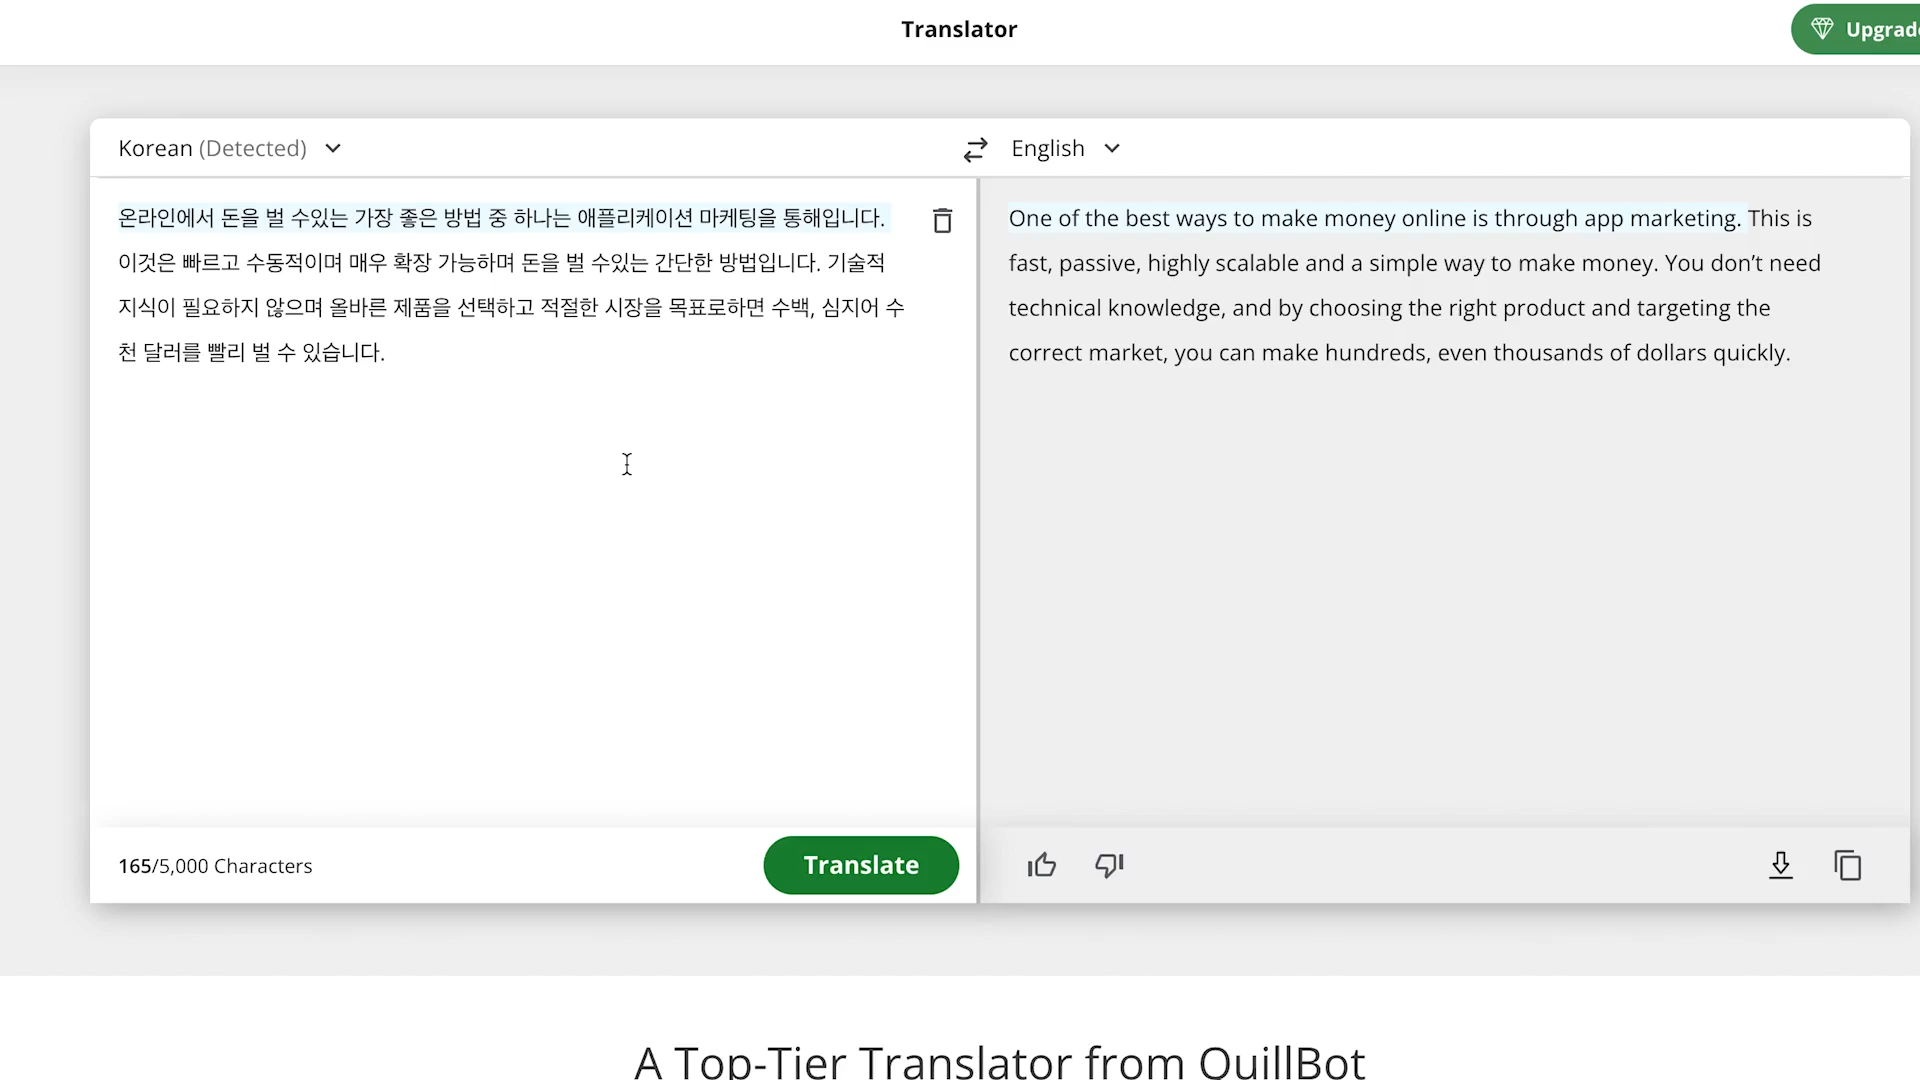 Translator
Upgrade
Korean (Detected)
English
온라인에서 돈을 벌 수있는 가장 좋은 방법 중 하나는 애플리케이션 마케팅을 통해입니다.
이것은 빠르고 수동적이며 매우 확장 가능하며 돈을 벌 수있는 간단한 방법입니다. 기술적
지식이 필요하지 않으며 올바른 제품을 선택하고 적절한 시장을 목표로하면 수백, 심지어 수
천 달러를 빨리 벌 수 있습니다.
One of the best ways to make money online is through app marketing. This is
fast, passive, highly scalable and a simple way to make money. You don’t need
technical knowledge, and by choosing the right product and targeting the
correct market, you can make hundreds, even thousands of dollars quickly.
165/5,000 Characters
Translate
A Top-Tier Translator from QuillBot